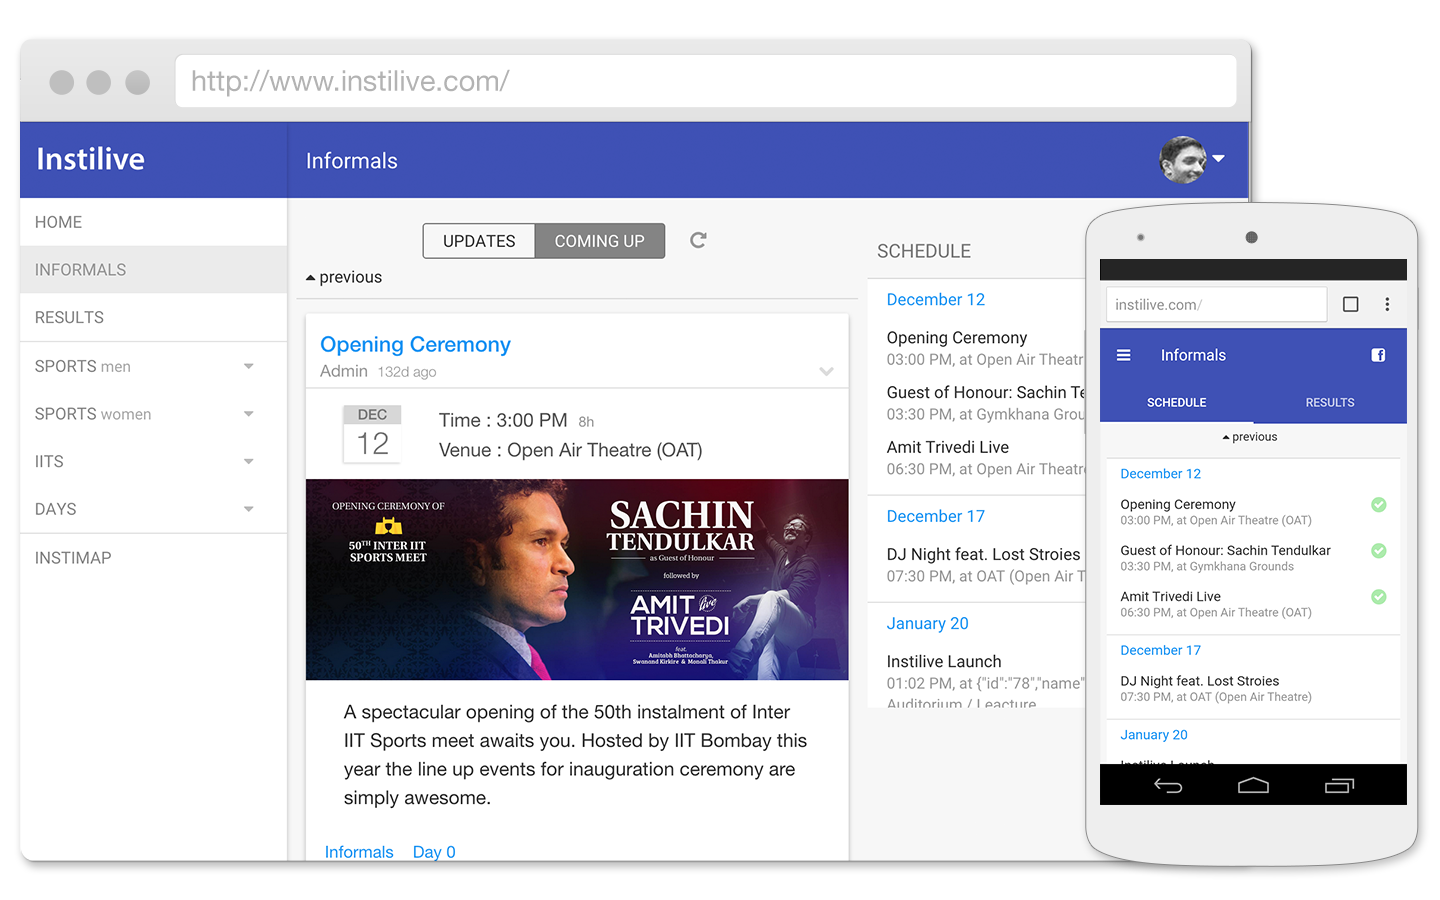 http://www.instilive.com/
Instilive
Informals
HOME
INFORMALS
RESULTS
SPORTS men
SPORTS women
IITS
DAYS
INSTIMAP
UPDATES
COMING UP
previous
Opening Ceremony
Admin 132d ago
DEC
12
Time : 3:00 PM 8h
Venue : Open Air Theatre (OAT)
OPENING CEREMONY OF
50TH INTER IIT
SPORTS MEET
SACHIN
TENDULKAR
as Guest of Honour
followed by
AMIT live
TRIVEDI
feat.
Amitabh Bhattacharya,
Swanand Kirkire & Monali Thakur
A spectacular opening of the 50th instalment of Inter
IIT Sports meet awaits you. Hosted by IIT Bombay this
year the line up events for inauguration ceremony are
simply awesome.
Informals Day 0
SCHEDULE
December 12
Opening Ceremony
03:00 PM, at Open Air Theatr
Guest of Honour: Sachin Te
03:30 PM, at Gymkhana Grou
Amit Trivedi Live
06:30 PM, at Open Air Theatre
December 17
DJ Night feat. Lost Stroies
07:30 PM, at OAT (Open Air T
January 20
Instilive Launch
01:02 PM, at {"id":"78","name"
Auditorium / Leacture
instilive.com/
Informals
SCHEDULE
RESULTS
previous
December 12
Opening Ceremony
03:00 PM, at Open Air Theatre (OAT)
Guest of Honour: Sachin Tendulkar
03:30 PM, at Gymkhana Grounds
Amit Trivedi Live
06:30 PM, at Open Air Theatre (OAT)
December 17
DJ Night feat. Lost Stroies
07:30 PM, at OAT (Open Air Theatre)
January 20
Instilive Launch